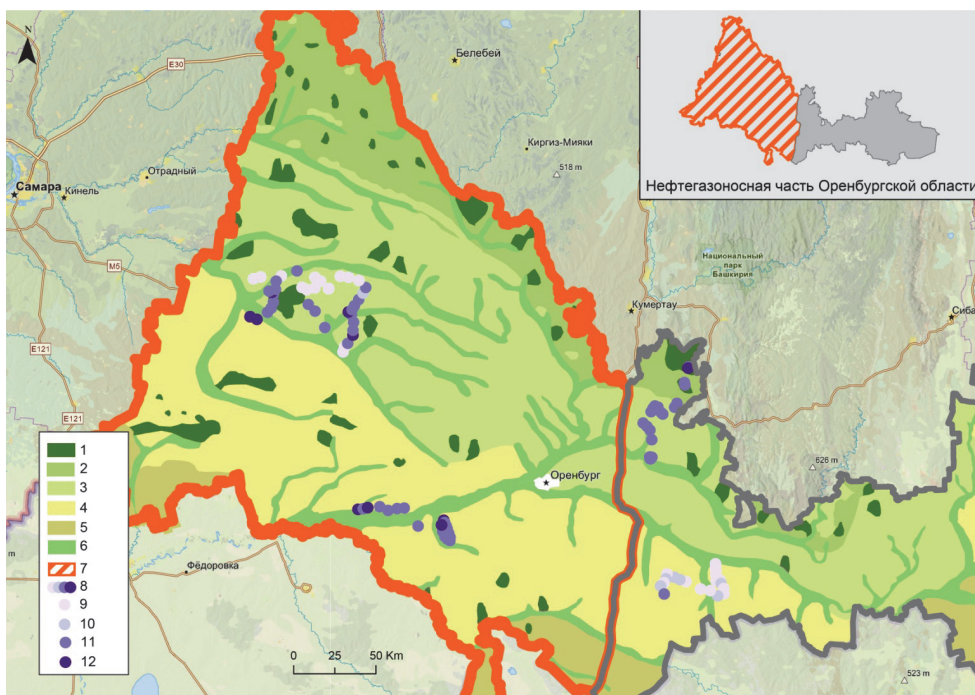 N
E30
Белебей
Нефтегазоносная часть Оренбургской области
Киргиз-Мияки
518 m
Самара
Кинель
Отрадный
M5
Национальный
парк
Башкирия
Кумертау
Сиба
E121
E121
1
2
3
4
5
6
7
8
9
10
11
12
m
626 m
Оренбург
Фёдоровка
0 25 50 Km
523 m